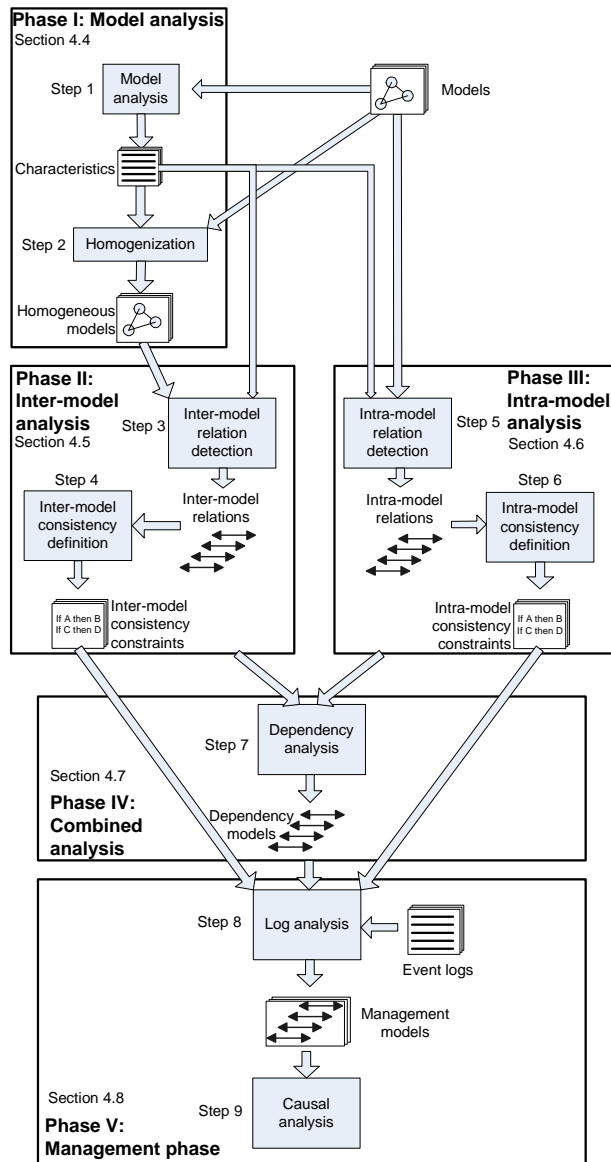 Phase I: Model analysis
Section 4.4
Step 1
Model
analysis
Models
Characteristics
Step 2
Homogenization
Homogeneous
models
Phase II:
Inter-model
analysis
Section 4.5
Step 3
Inter-model
relation
detection
Step 4
Inter-model
consistency
definition
Inter-model
relations
If A then B
If C then D
Inter-model
consistency
constraints
Phase III:
Intra-model
analysis
Section 4.6
Intra-model
relation
detection
Step 5
Step 6
Intra-model
relations
Intra-model
consistency
definition
Intra-model
consistency
constraints
If A then B
If C then D
Step 7
Dependency
analysis
Section 4.7
Phase IV:
Combined
analysis
Dependency
models
Step 8
Log analysis
Event logs
Management
models
Section 4.8
Step 9
Causal
analysis
Phase V:
Management phase